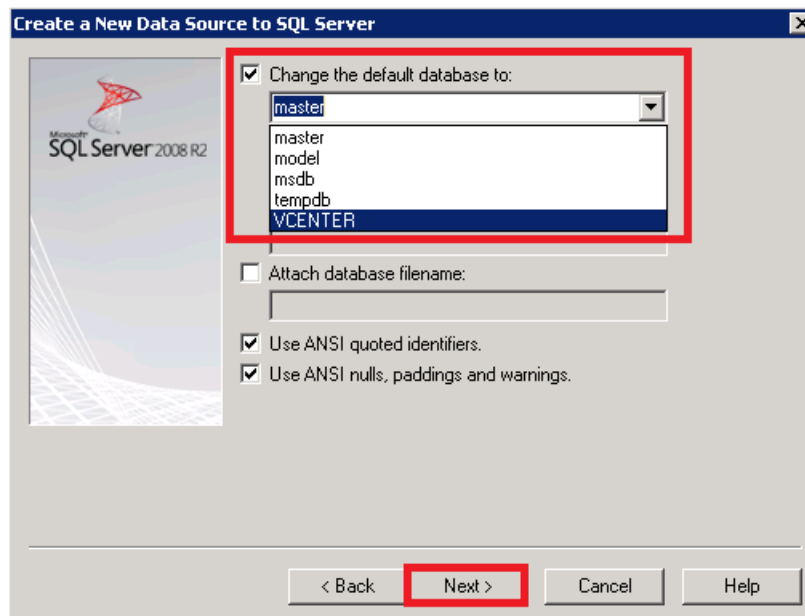 Create a New Data Source to SQL Server
Microsoft®
SQL Server 2008 R2
Change the default database to:
master
master
model
msdb
tempdb
VCENTER
Attach database filename:
Use ANSI quoted identifiers.
Use ANSI nulls, paddings and warnings.
< Back Next > Cancel Help